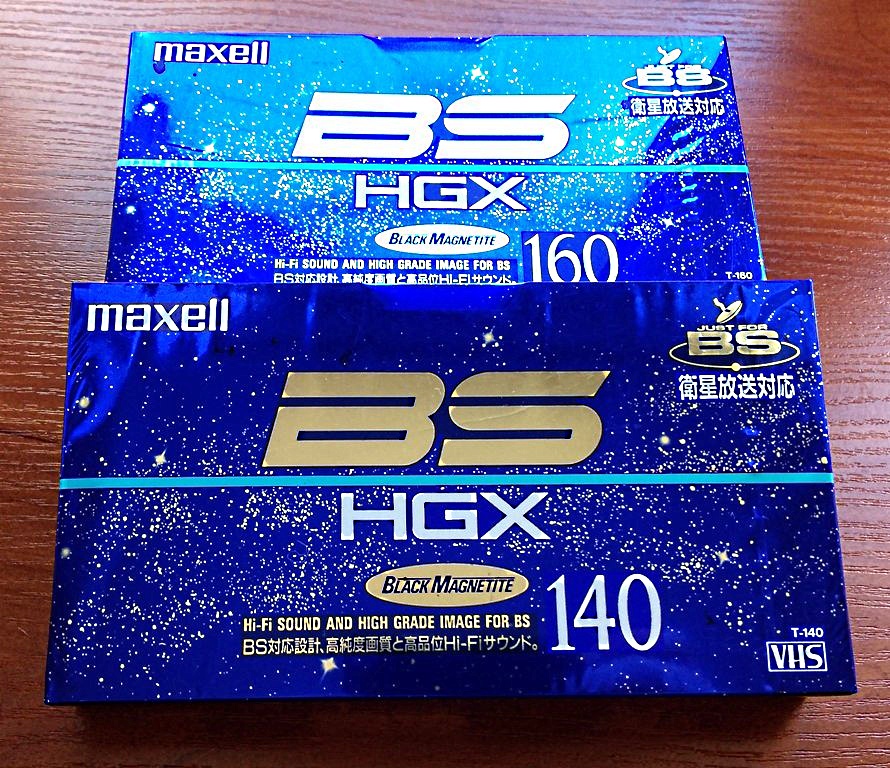 maxell
BS
衛星放送対応
BS
HGX
BLACK MAGNETITE
160
Hi-Fi SOUND AND HIGH GRADE IMAGE FOR BS
BS対応設計、高純度画質と高品位Hi-Fiサウンド。
T-160
maxell
JUST FOR
BS
衛星放送対応
BS
HGX
BLACK MAGNETITE
140
Hi-Fi SOUND AND HIGH GRADE IMAGE FOR BS
BS対応設計、高純度画質と高品位Hi-Fiサウンド。
T-140
VHS